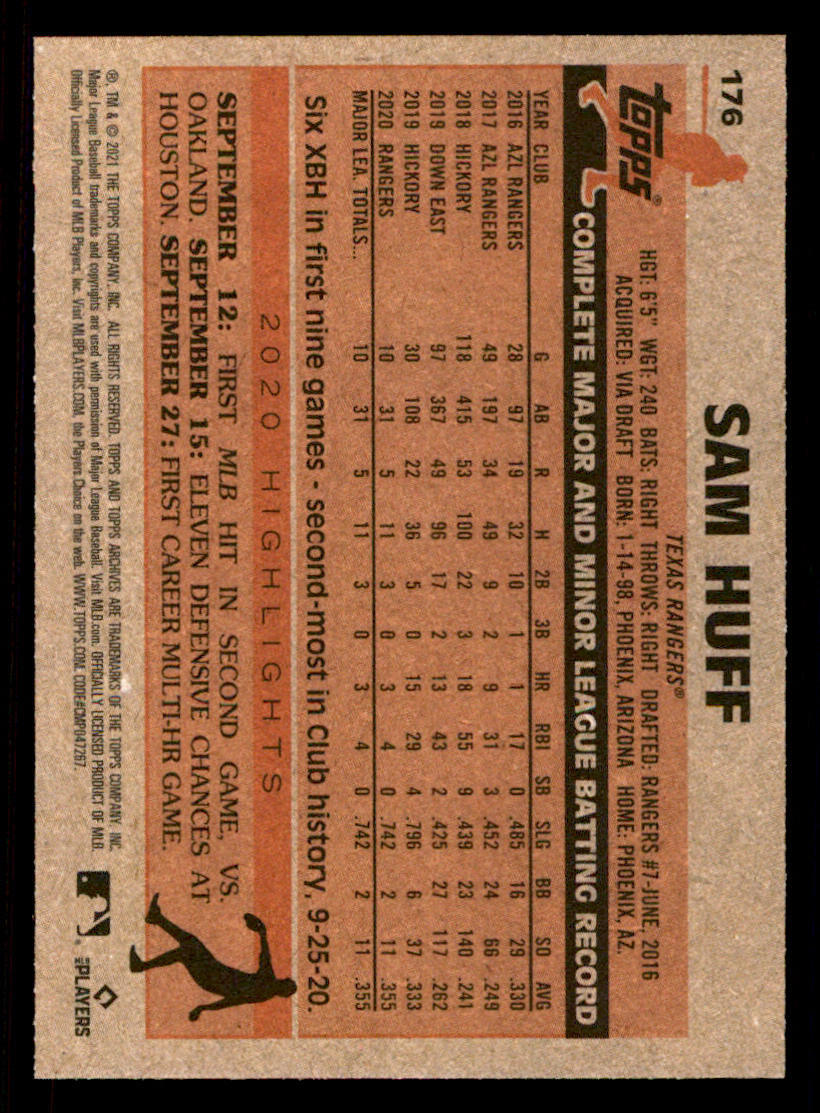 176
SAM HUFF
TEXAS RANGERS®
topps®
HGT: 6'5" WGT: 240 BATS: RIGHT THROWS: RIGHT DRAFTED: RANGERS #7-JUNE, 2016
ACQUIRED: VIA DRAFT BORN: 1-14-98, PHOENIX, ARIZONA HOME: PHOENIX, AZ.
COMPLETE MAJOR AND MINOR LEAGUE BATTING RECORD
YEAR CLUB G AB R H 2B 3B HR RBI SB SLG BB SO AVG
2016 AZL RANGERS 28 97 19 32 10 1 1 17 0 .485 16 29 .330
2017 AZL RANGERS 49 197 34 49 9 2 9 31 3 .452 24 66 .249
2018 HICKORY 118 415 53 100 22 3 18 55 9 .439 23 140 .241
2019 DOWN EAST 97 367 49 96 17 2 13 43 2 .425 27 117 .262
2019 HICKORY 30 108 22 36 5 0 15 29 4 .796 6 37 .333
2020 RANGERS 10 31 5 11 3 0 3 4 0 .742 2 11 .355
MAJOR LEA. TOTALS... 10 31 5 11 3 0 3 4 0 .742 2 11 .355
Six XBH in first nine games - second-most in Club history, 9-25-20.
2020 HIGHLIGHTS
SEPTEMBER 12: FIRST MLB HIT IN SECOND GAME, VS.
OAKLAND. SEPTEMBER 15: ELEVEN DEFENSIVE CHANCES AT
HOUSTON. SEPTEMBER 27: FIRST CAREER MULTI-HR GAME.
®, TM & © 2021 THE TOPPS COMPANY, INC. ALL RIGHTS RESERVED. TOPPS AND TOPPS ARCHIVES ARE TRADEMARKS OF THE TOPPS COMPANY, INC.
Major League Baseball trademarks and copyrights are used with permission of Major League Baseball. Visit MLB.com. OFFICIALLY LICENSED PRODUCT OF MLB
Officially Licensed Product of MLB Players, Inc. Visit MLBPLAYERS.COM, the Players Choice on the web. WWW.TOPPS.COM. CODE#CMP047267.
MLB PLAYERS